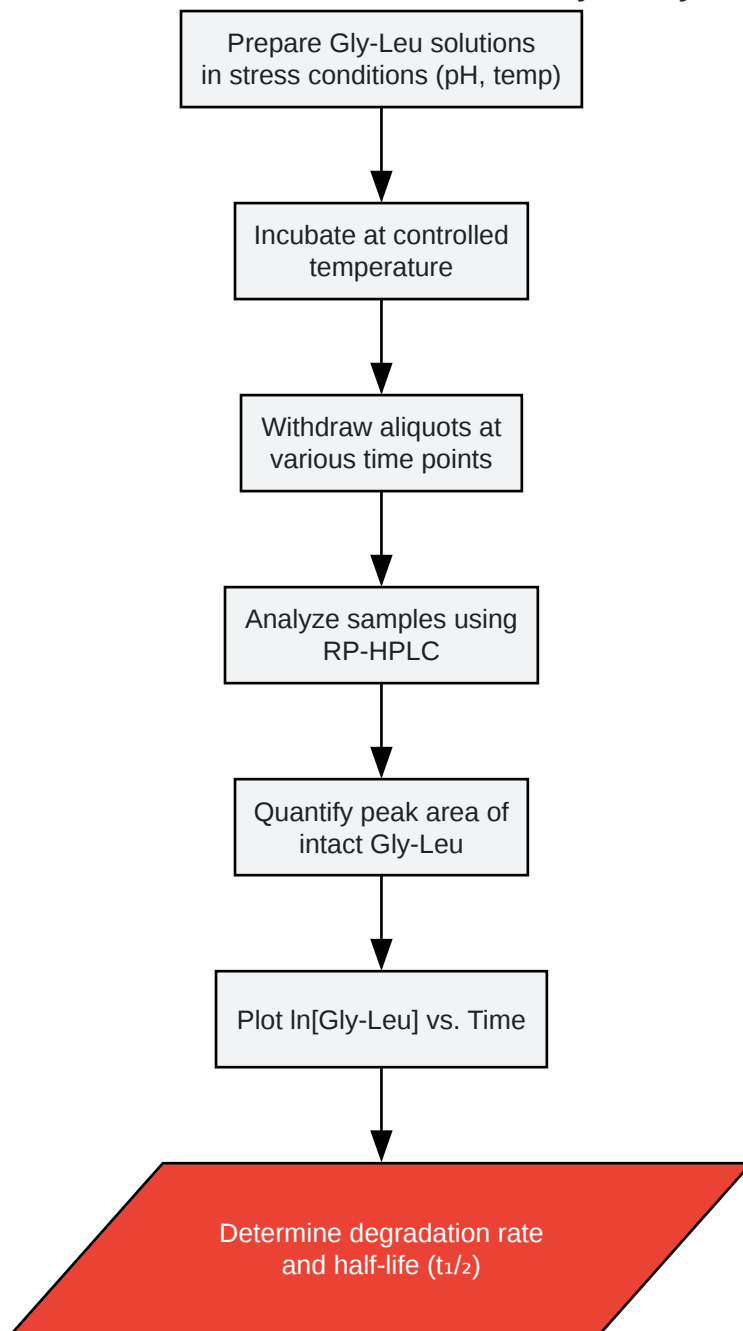 Prepare Gly-Leu solutions
in stress conditions (pH, temp)
Incubate at controlled
temperature
Withdraw aliquots at
various time points
Analyze samples using
RP-HPLC
Quantify peak area of
intact Gly-Leu
Plot ln[Gly-Leu] vs. Time
Determine degradation rate
and half-life (t₁/₂)